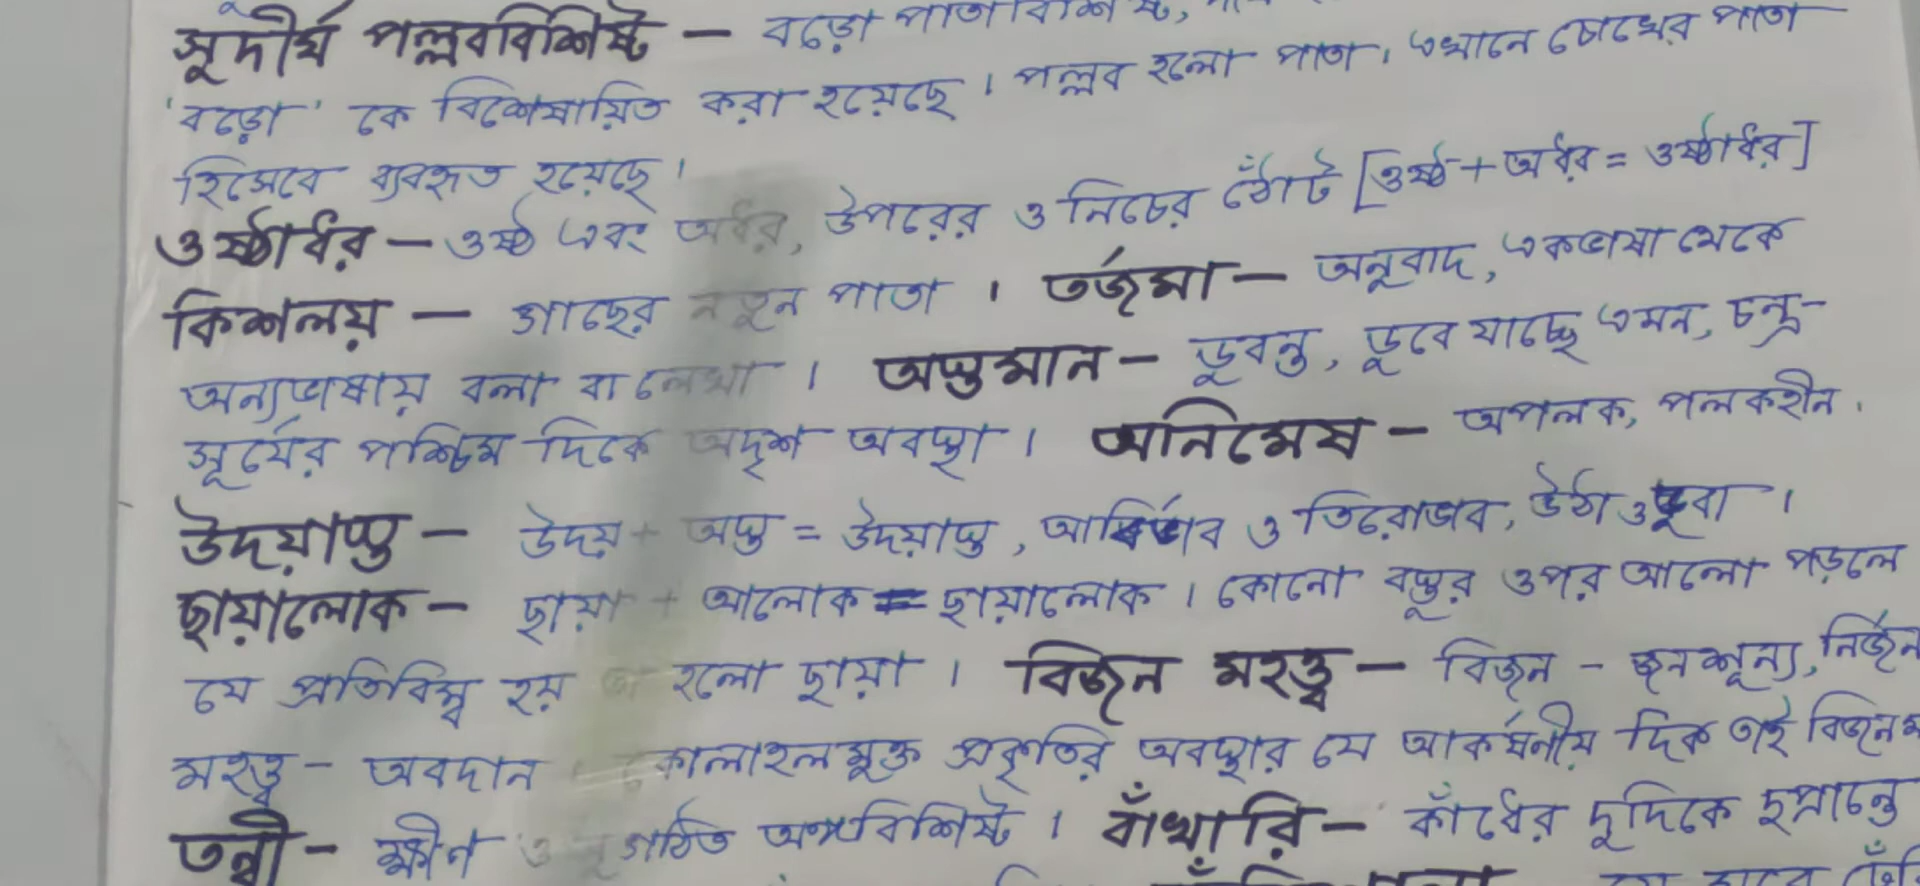 সুদীর্ঘ পল্লববিশিষ্ট – বড়ো পাতাবিশিষ্ট,
'বড়ো' কে বিশেষায়িত করা হয়েছে । পল্লব হলো পাতা, এখানে চোখের পাতা
হিসেবে ব্যবহৃত হয়েছে ।
ওষ্ঠাধর – ওষ্ঠ এবং অধর, উপরের ও নিচের ঠোঁট [ওষ্ঠ + অধর = ওষ্ঠাধর]
কিশলয় – গাছের নতুন পাতা । তর্জমা – অনুবাদ, একভাষা থেকে
অন্যভাষায় বলা বা লেখা । অস্তমান – ডুবন্ত, ডুবে যাচ্ছে এমন, চন্দ্র-
সূর্যের পশ্চিম দিকে অদৃশ অবস্থা । অনিমেষ – অপলক, পলকহীন ।
উদয়াস্ত – উদয় + অস্ত = উদয়াস্ত, আবির্ভাব ও তিরোভাব, উঠা ও ডুবা ।
ছায়ালোক – ছায়া + আলোক = ছায়ালোক । কোনো বস্তুর ওপর আলো পড়লে
যে প্রতিবিম্ব হয় তা হলো ছায়া । বিজন মহত্ত্ব – বিজন - জনশূন্য, নির্জন
মহত্ত্ব - অবদান । কোলাহলমুক্ত প্রকৃতির অবস্থার যে আকর্ষনীয় দিক তাই বিজন
তন্বী – ক্ষীণ ও সুগঠিত অঙ্গবিশিষ্ট । বাঁখারি – কাঁধের দুদিকে দুপ্রান্তে